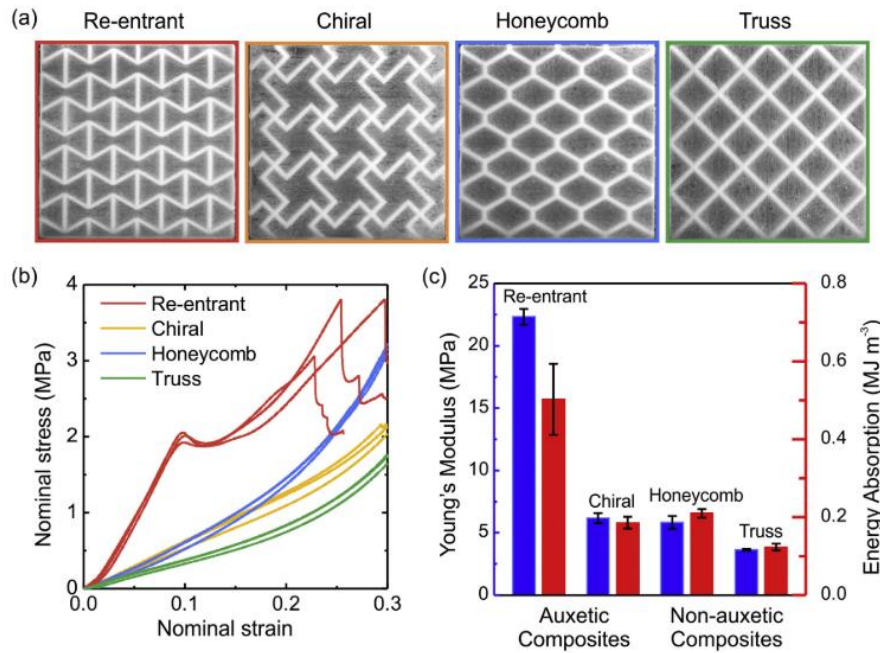 (a)
Re-entrant Chiral Honeycomb Truss
(b)
4
3
2
1
0
Nominal stress (MPa)
Re-entrant
Chiral
Honeycomb
Truss
0.0 0.1 0.2 0.3
Nominal strain
(c)
25
20
15
10
5
0
Young's Modulus (MPa)
Re-entrant
Chiral
Honeycomb
Truss
0.8
0.6
0.4
0.2
0.0
Energy Absorption (MJ m⁻³)
Auxetic
Composites
Non-auxetic
Composites